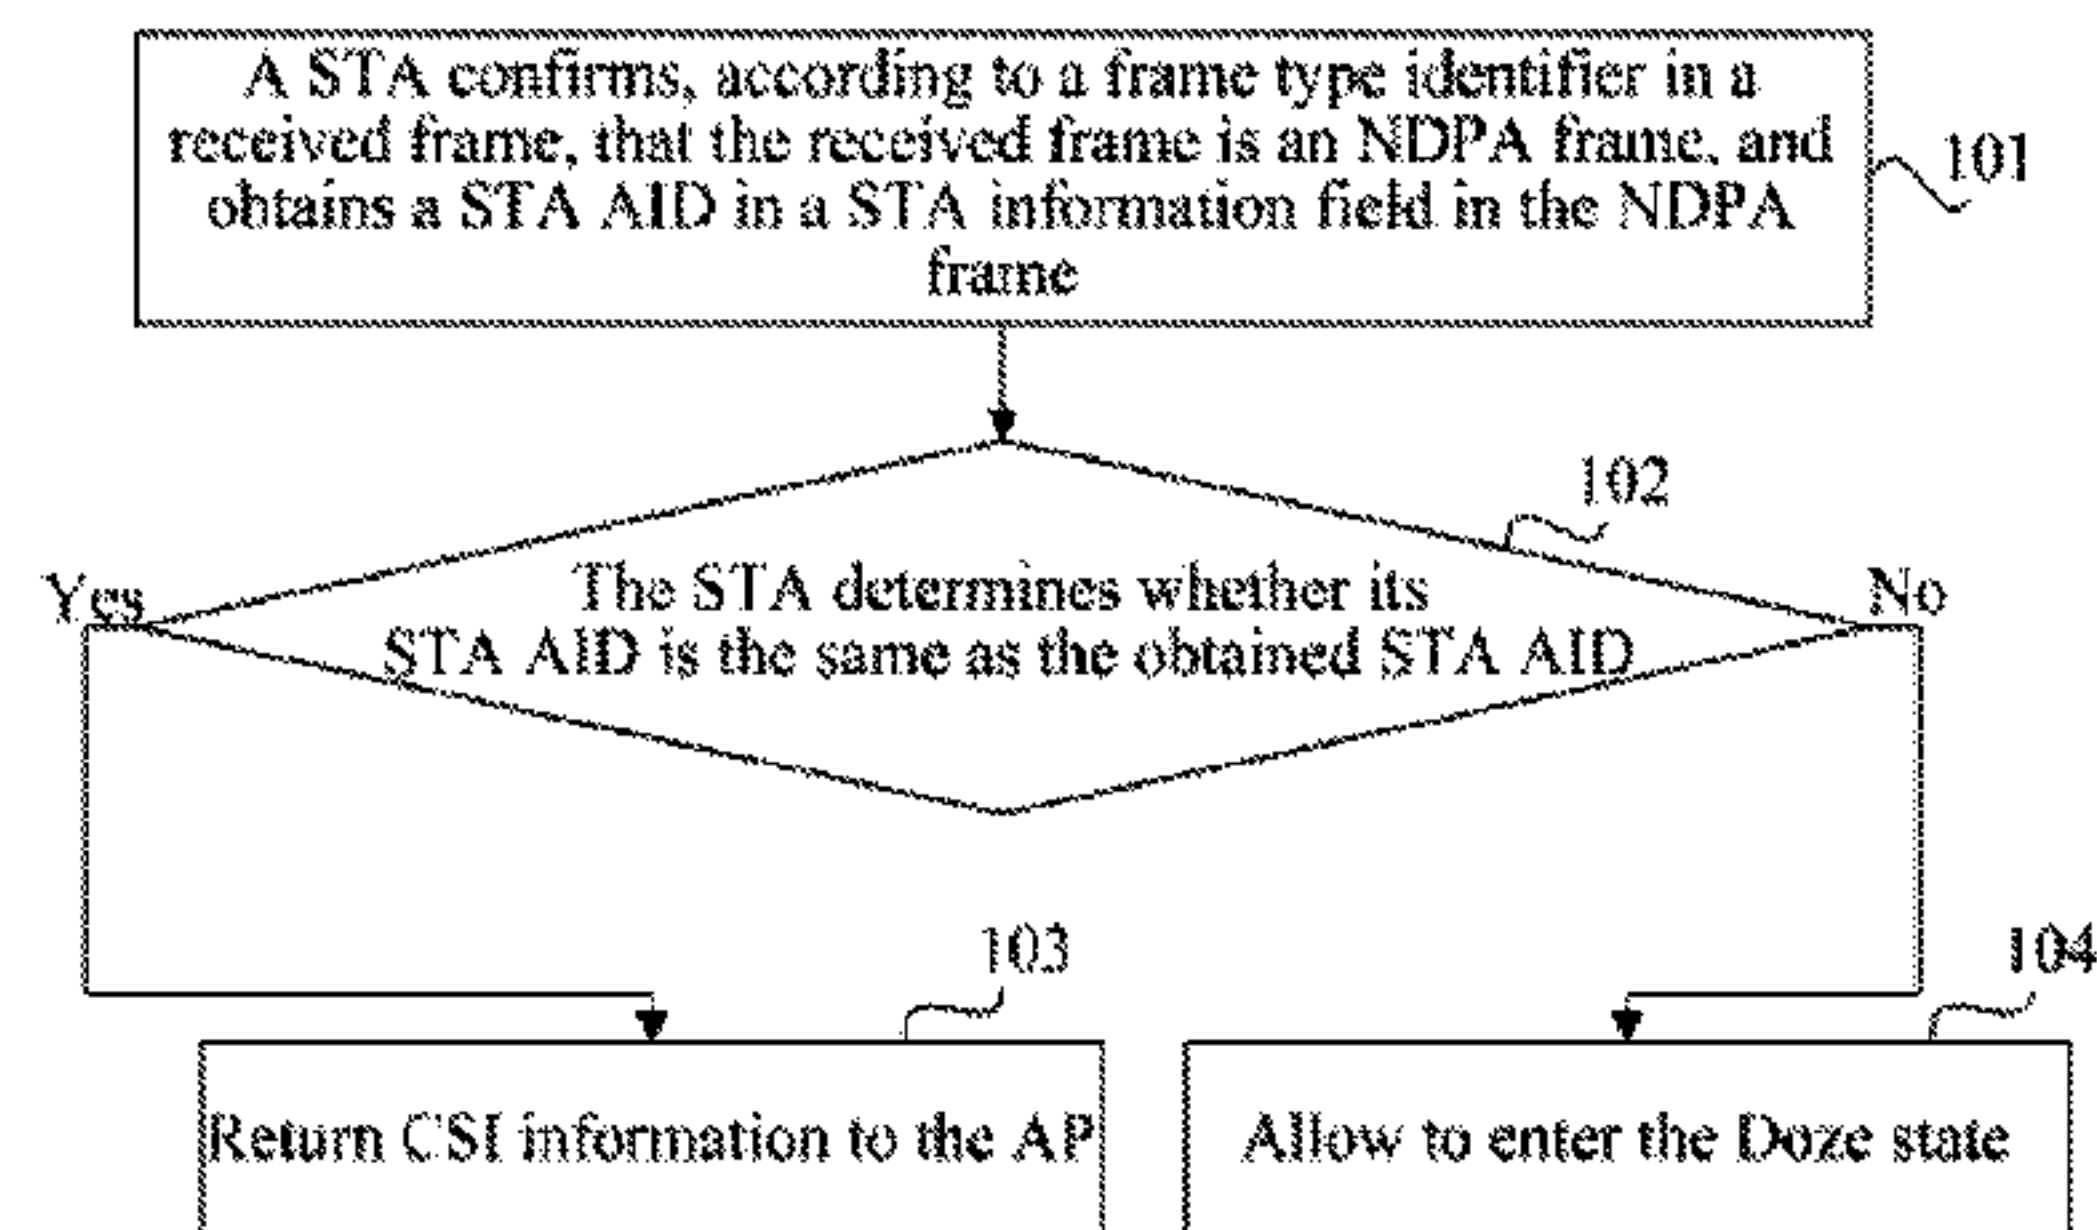 A STA confirms, according to a frame type identifier in a
received frame, that the received frame is an NDPA frame, and
obtains a STA AID in a STA information field in the NDPA
frame
101
102
Yes
No
The STA determines whether its
STA AID is the same as the obtained STA AID
103
104
Return CSI information to the AP
Allow to enter the Doze state